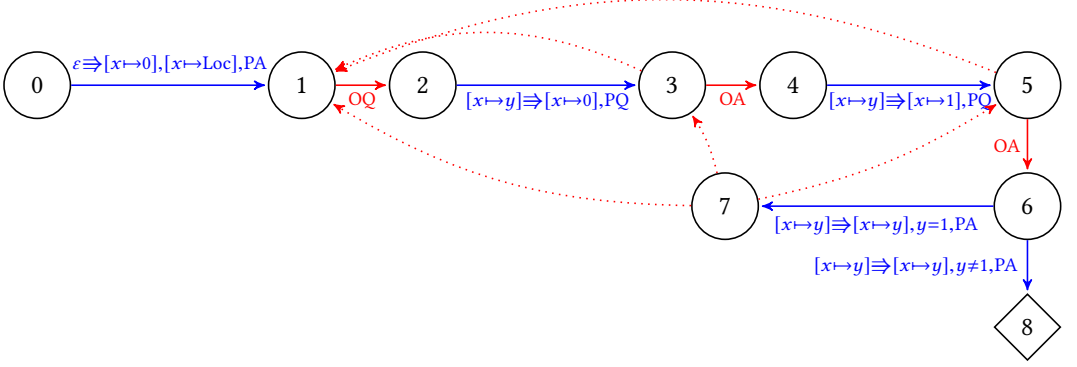 ε⇛[x↦0],[x↦Loc],PA
0
1
OQ
2
[x↦y]⇛[x↦0],PQ
3
OA
4
[x↦y]⇛[x↦1],PQ
5
OA
7
6
[x↦y]⇛[x↦y],y=1,PA
[x↦y]⇛[x↦y],y≠1,PA
8